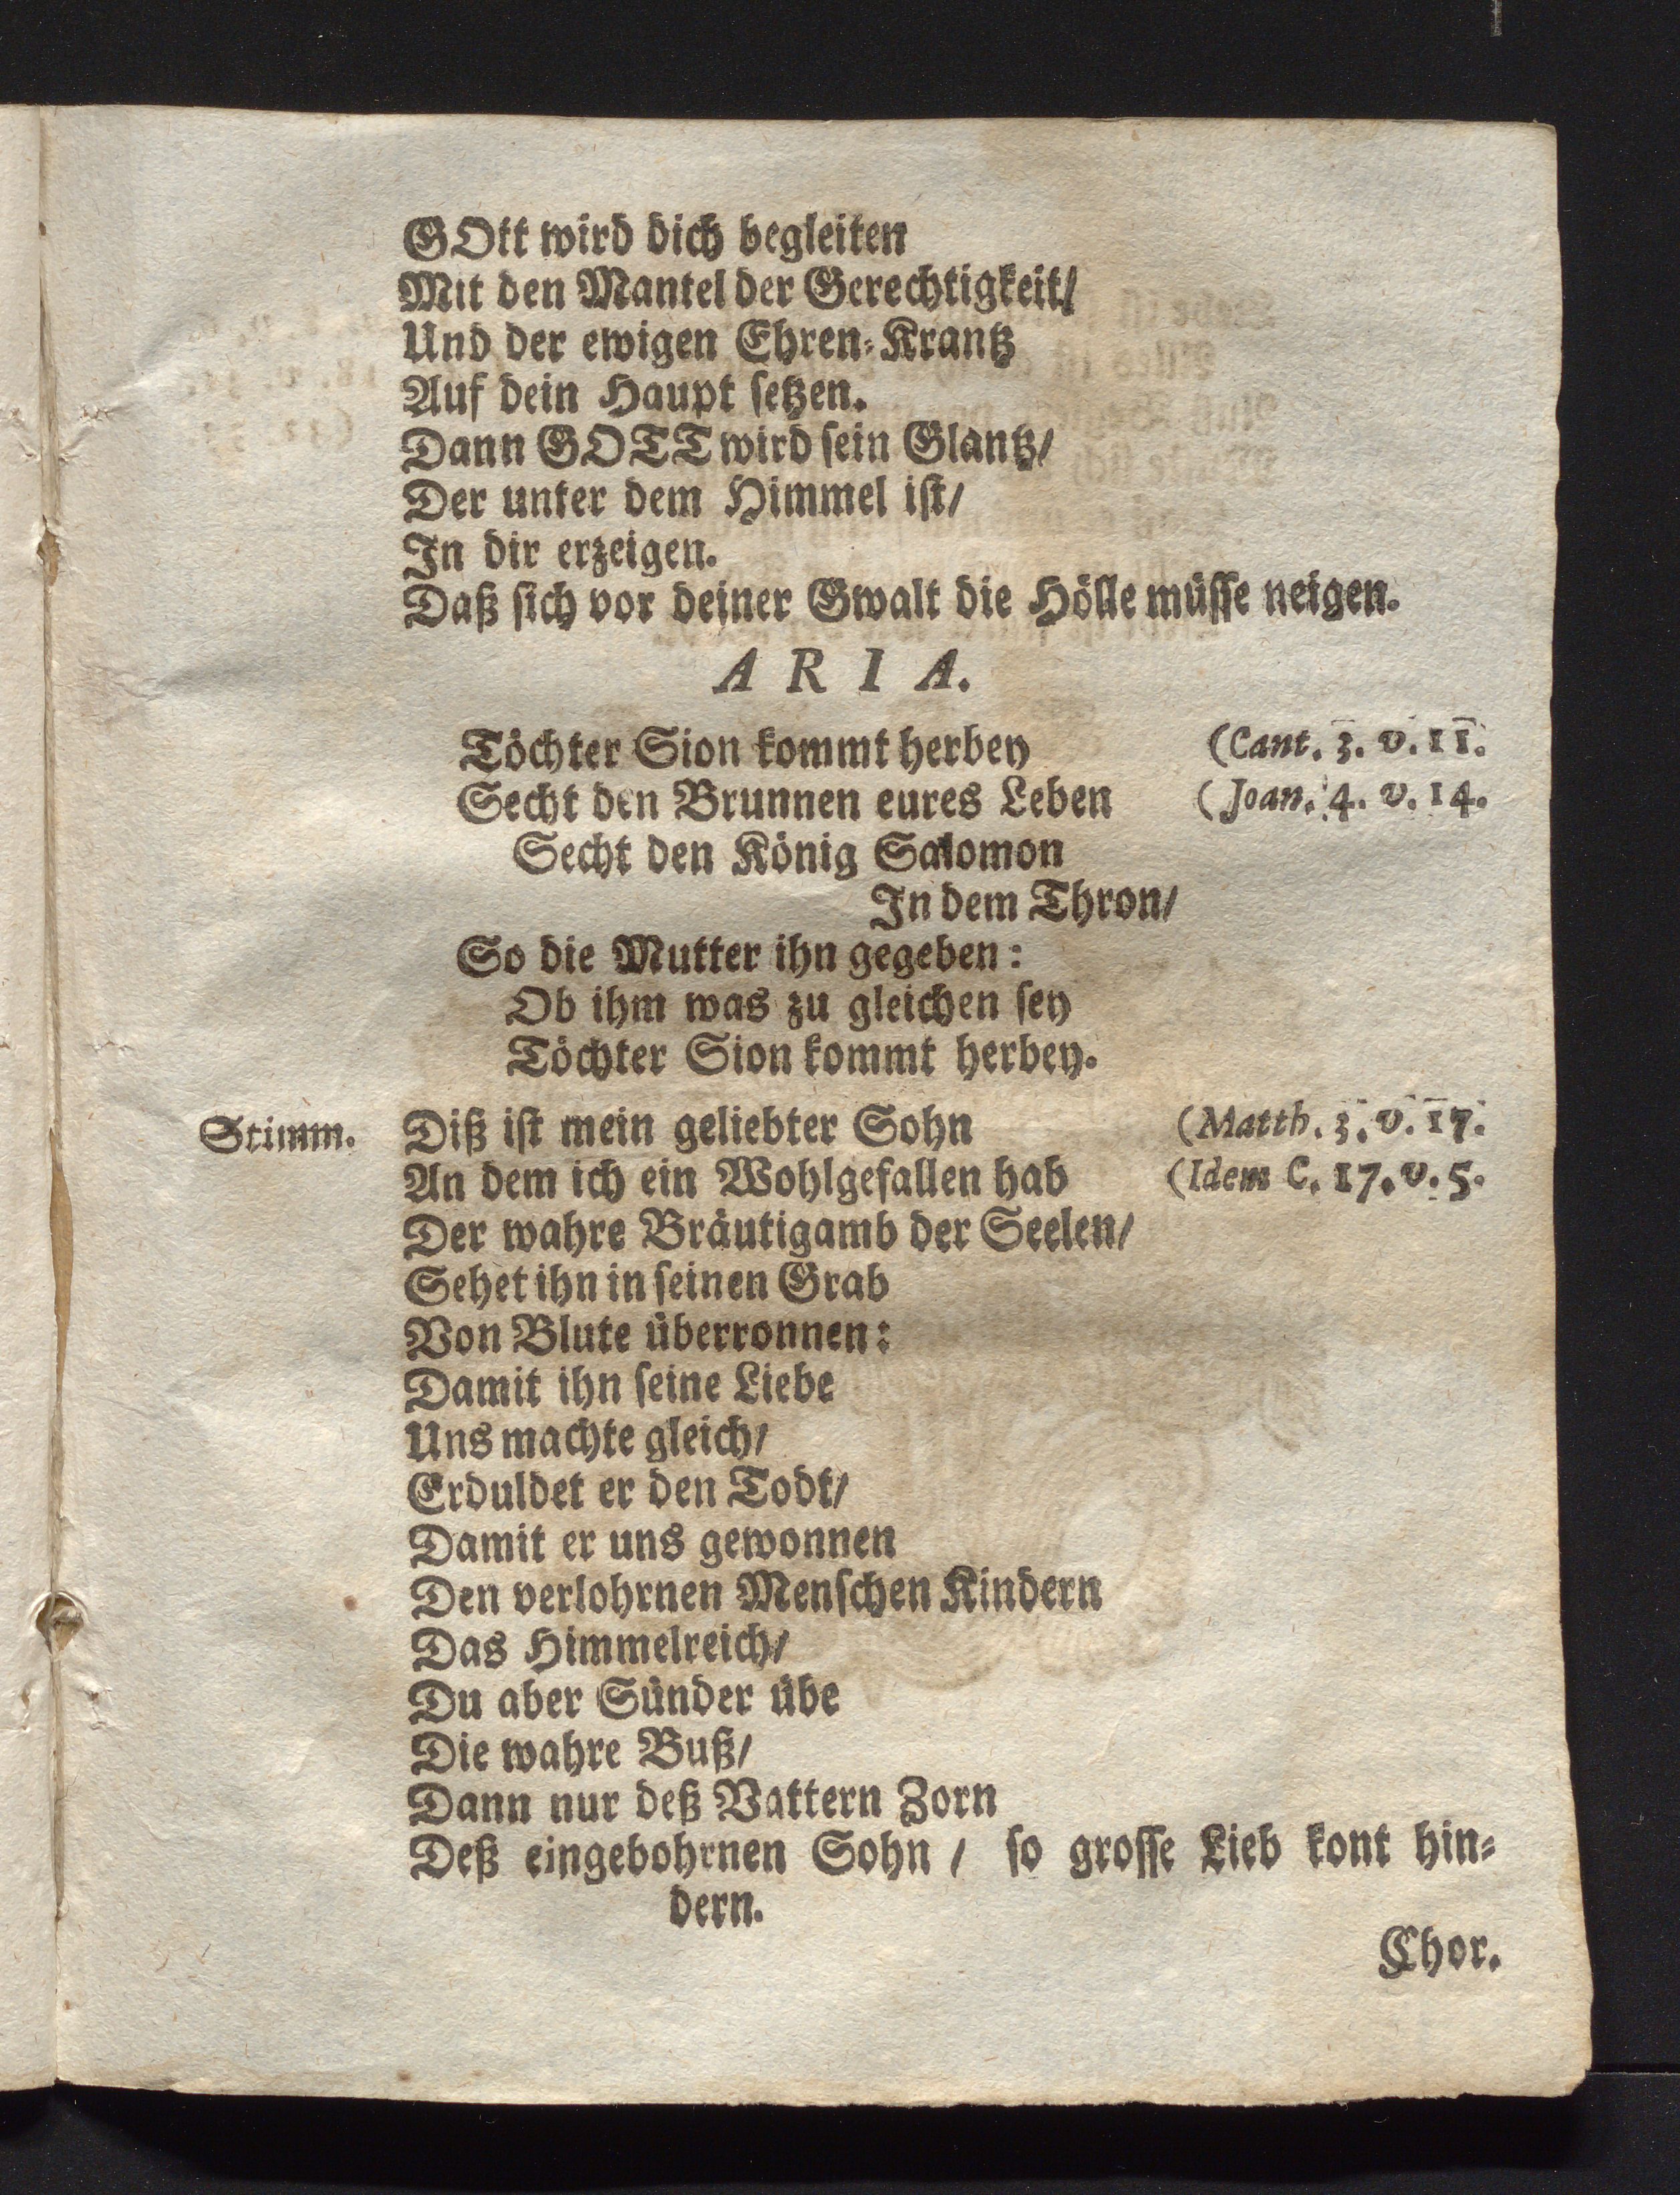 GOtt wird dich begleiten
Mit den Mantel der Gerechtigkeit/
Und der ewigen Ehren-Krantz
Auf dein Haupt setzen.
Dann GOTT wird sein Glantz/
Der unter dem Himmel ist/
In dir erzeigen.
Daß sich vor deiner Gwalt die Hölle müsse neigen.
ARIA.
Töchter Sion kommt herbey (Cant. 3. v. 11.
Secht den Brunnen eures Leben (Joan. 4. v. 14.
Secht den König Salomon
In dem Thron/
So die Mutter ihn gegeben:
Ob ihm was zu gleichen sey
Töchter Sion kommt herbey.
Stimm. Diß ist mein geliebter Sohn (Matth. 3. v. 17.
An dem ich ein Wohlgefallen hab (Idem C. 17. v. 5.
Der wahre Bräutigamb der Seelen/
Sehet ihn in seinen Grab
Von Blute überronnen:
Damit ihn seine Liebe
Uns machte gleich/
Erduldet er den Todt/
Damit er uns gewonnen
Den verlohrnen Menschen Kindern
Das Himmelreich/
Du aber Sünder übe
Die wahre Buß/
Dann nur deß Vattern Zorn
Deß eingebohrnen Sohn / so grosse Lieb kont hin-
dern.
Chor.